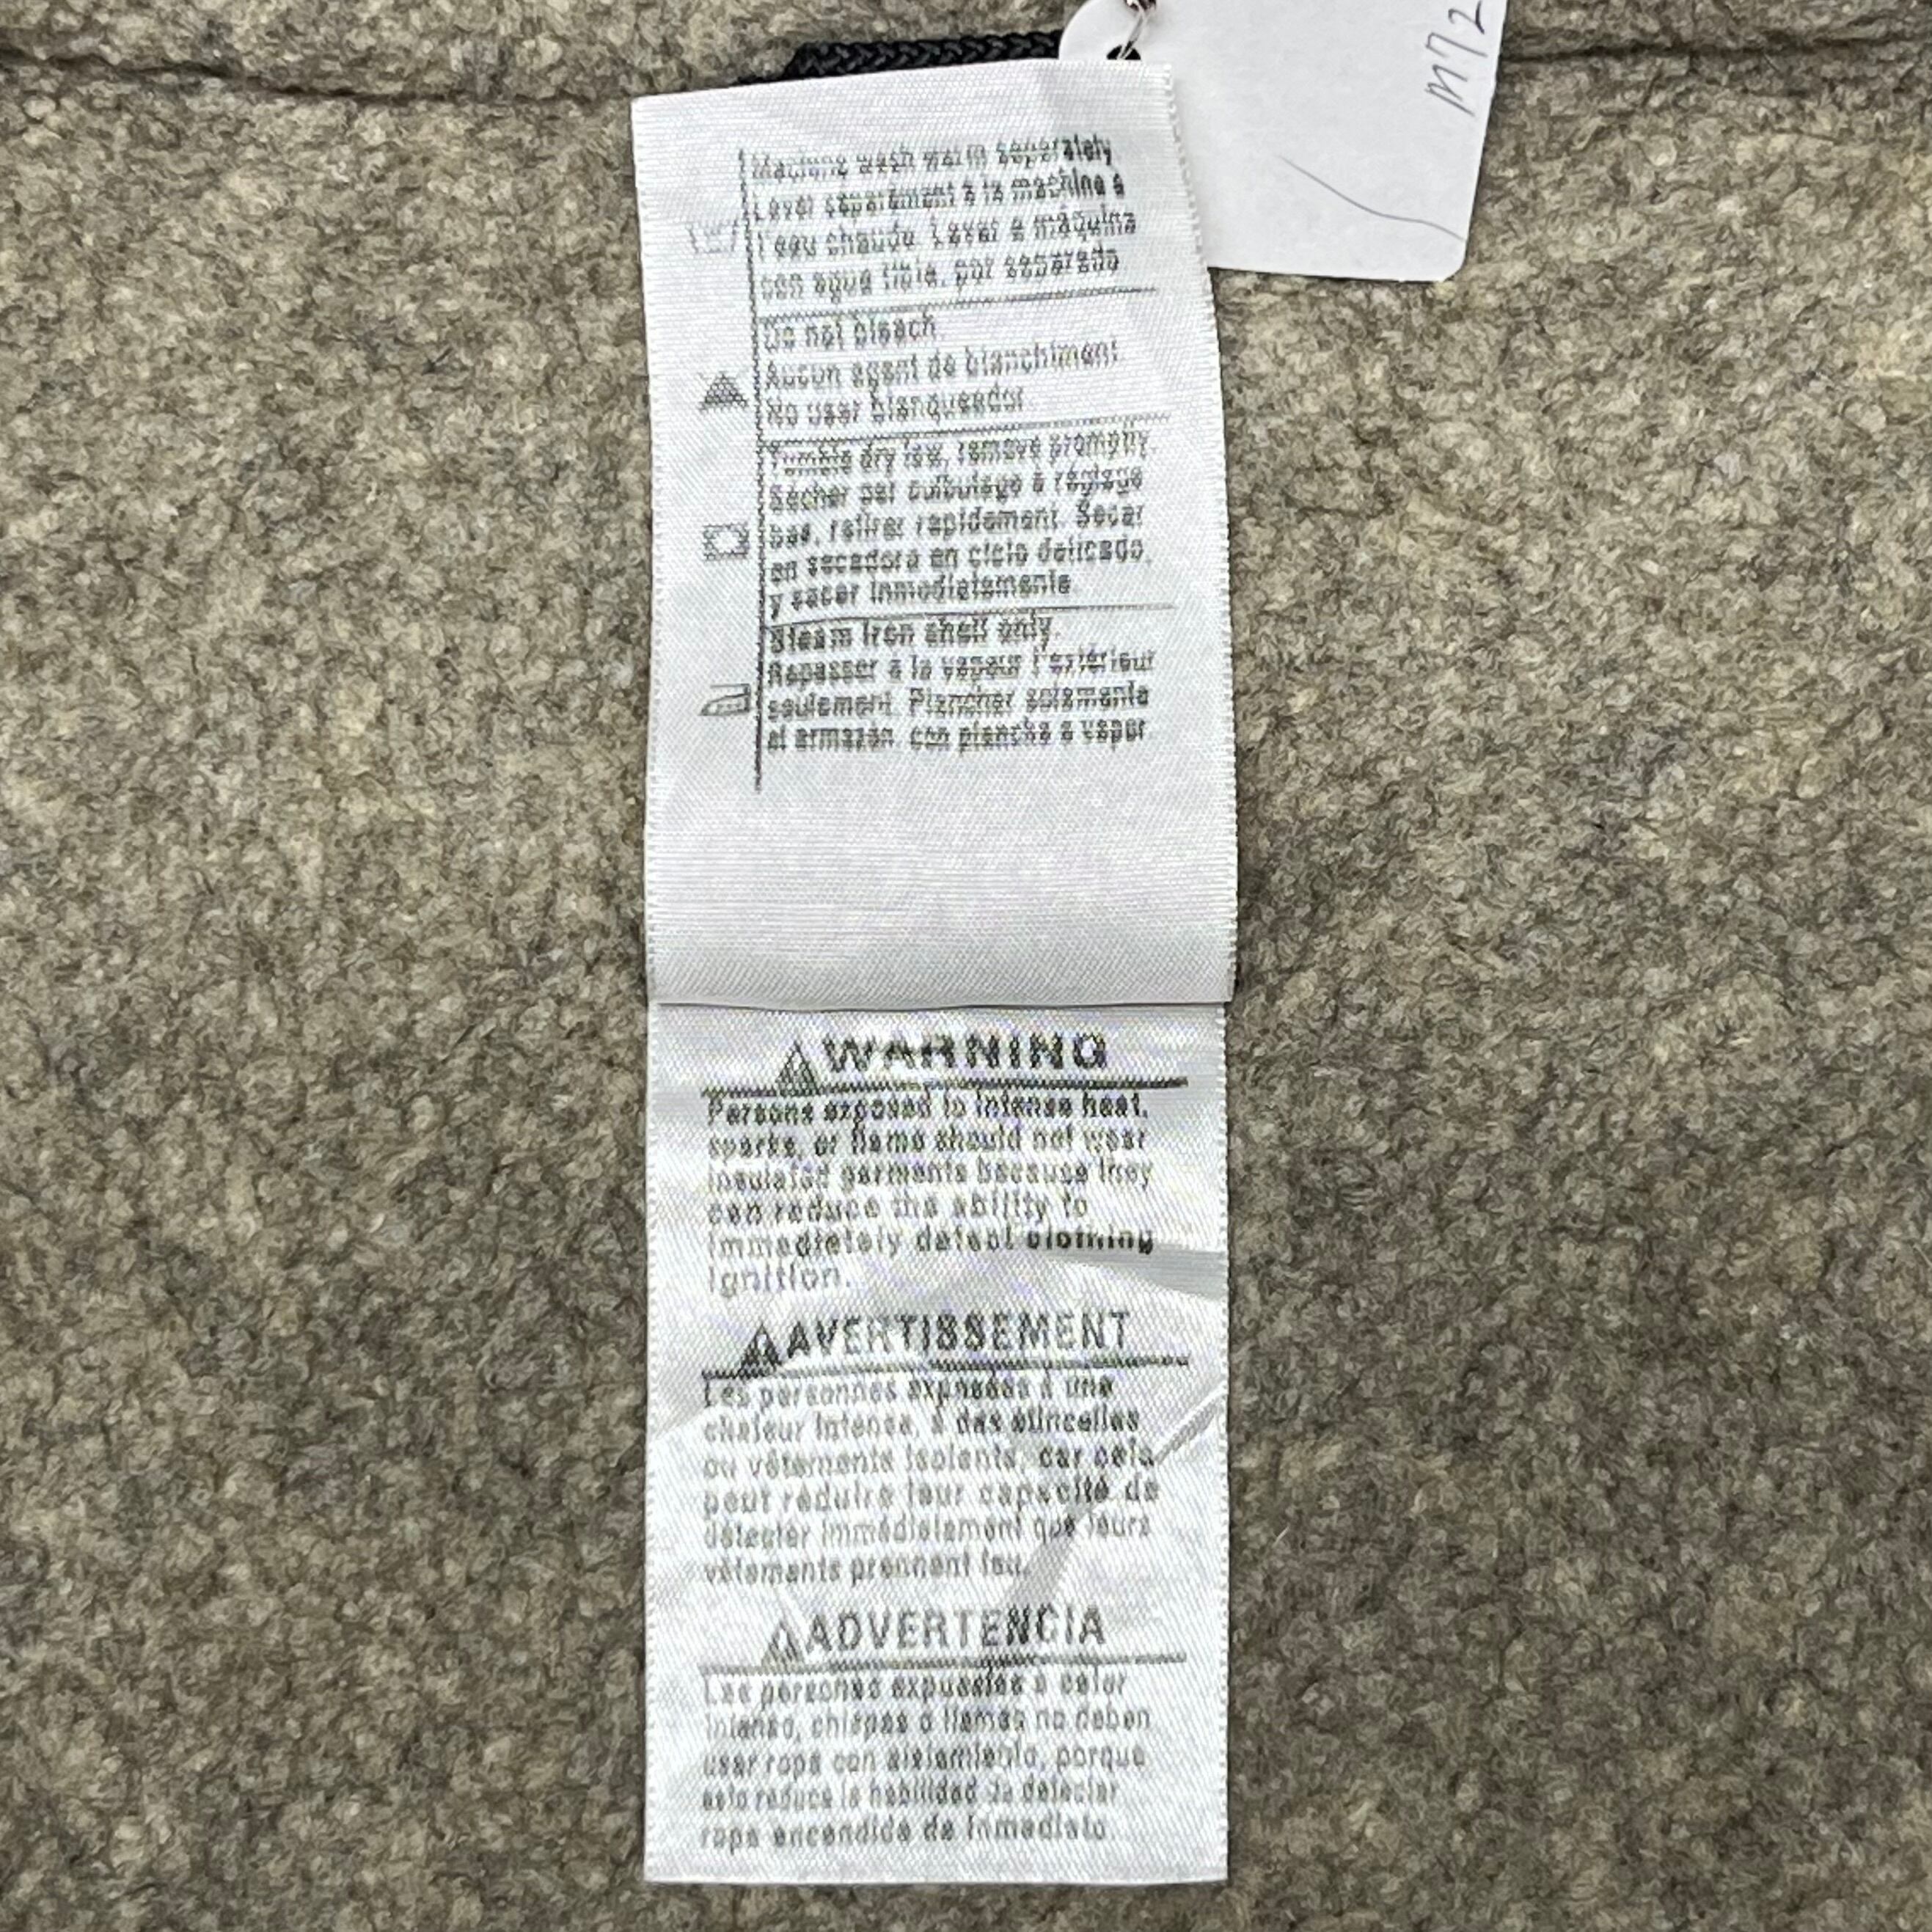 M72
Machine wash warm separately
Laver séparément à la machine à
l'eau chaude. Lavar a máquina
con agua tibia, por separado.
Do not bleach.
Aucun agent de blanchiment.
No usar blanqueador.
Tumble dry low, remove promptly.
Sécher par culbutage à réglage
bas, retirer rapidement. Secar
en secadora en ciclo delicado,
y sacar inmediatamente.
Steam iron shell only.
Repasser à la vapeur l'extérieur
seulement. Planchar solamente
el armazón, con plancha a vapor.
WARNING
Persons exposed to intense heat,
sparks, or flame should not wear
insulated garments because they
can reduce the ability to
immediately detect clothing
ignition.
AVERTISSEMENT
Les personnes exposées à une
chaleur intense, à des étincelles
ou vêtements isolants, car cela
peut réduire leur capacité de
détecter immédiatement que leurs
vêtements prennent feu.
ADVERTENCIA
Las personas expuestas a calor
intenso, chispas o llamas no deben
usar ropa con aislamiento, porque
esto reduce la habilidad de detectar
ropa encendida de inmediato.